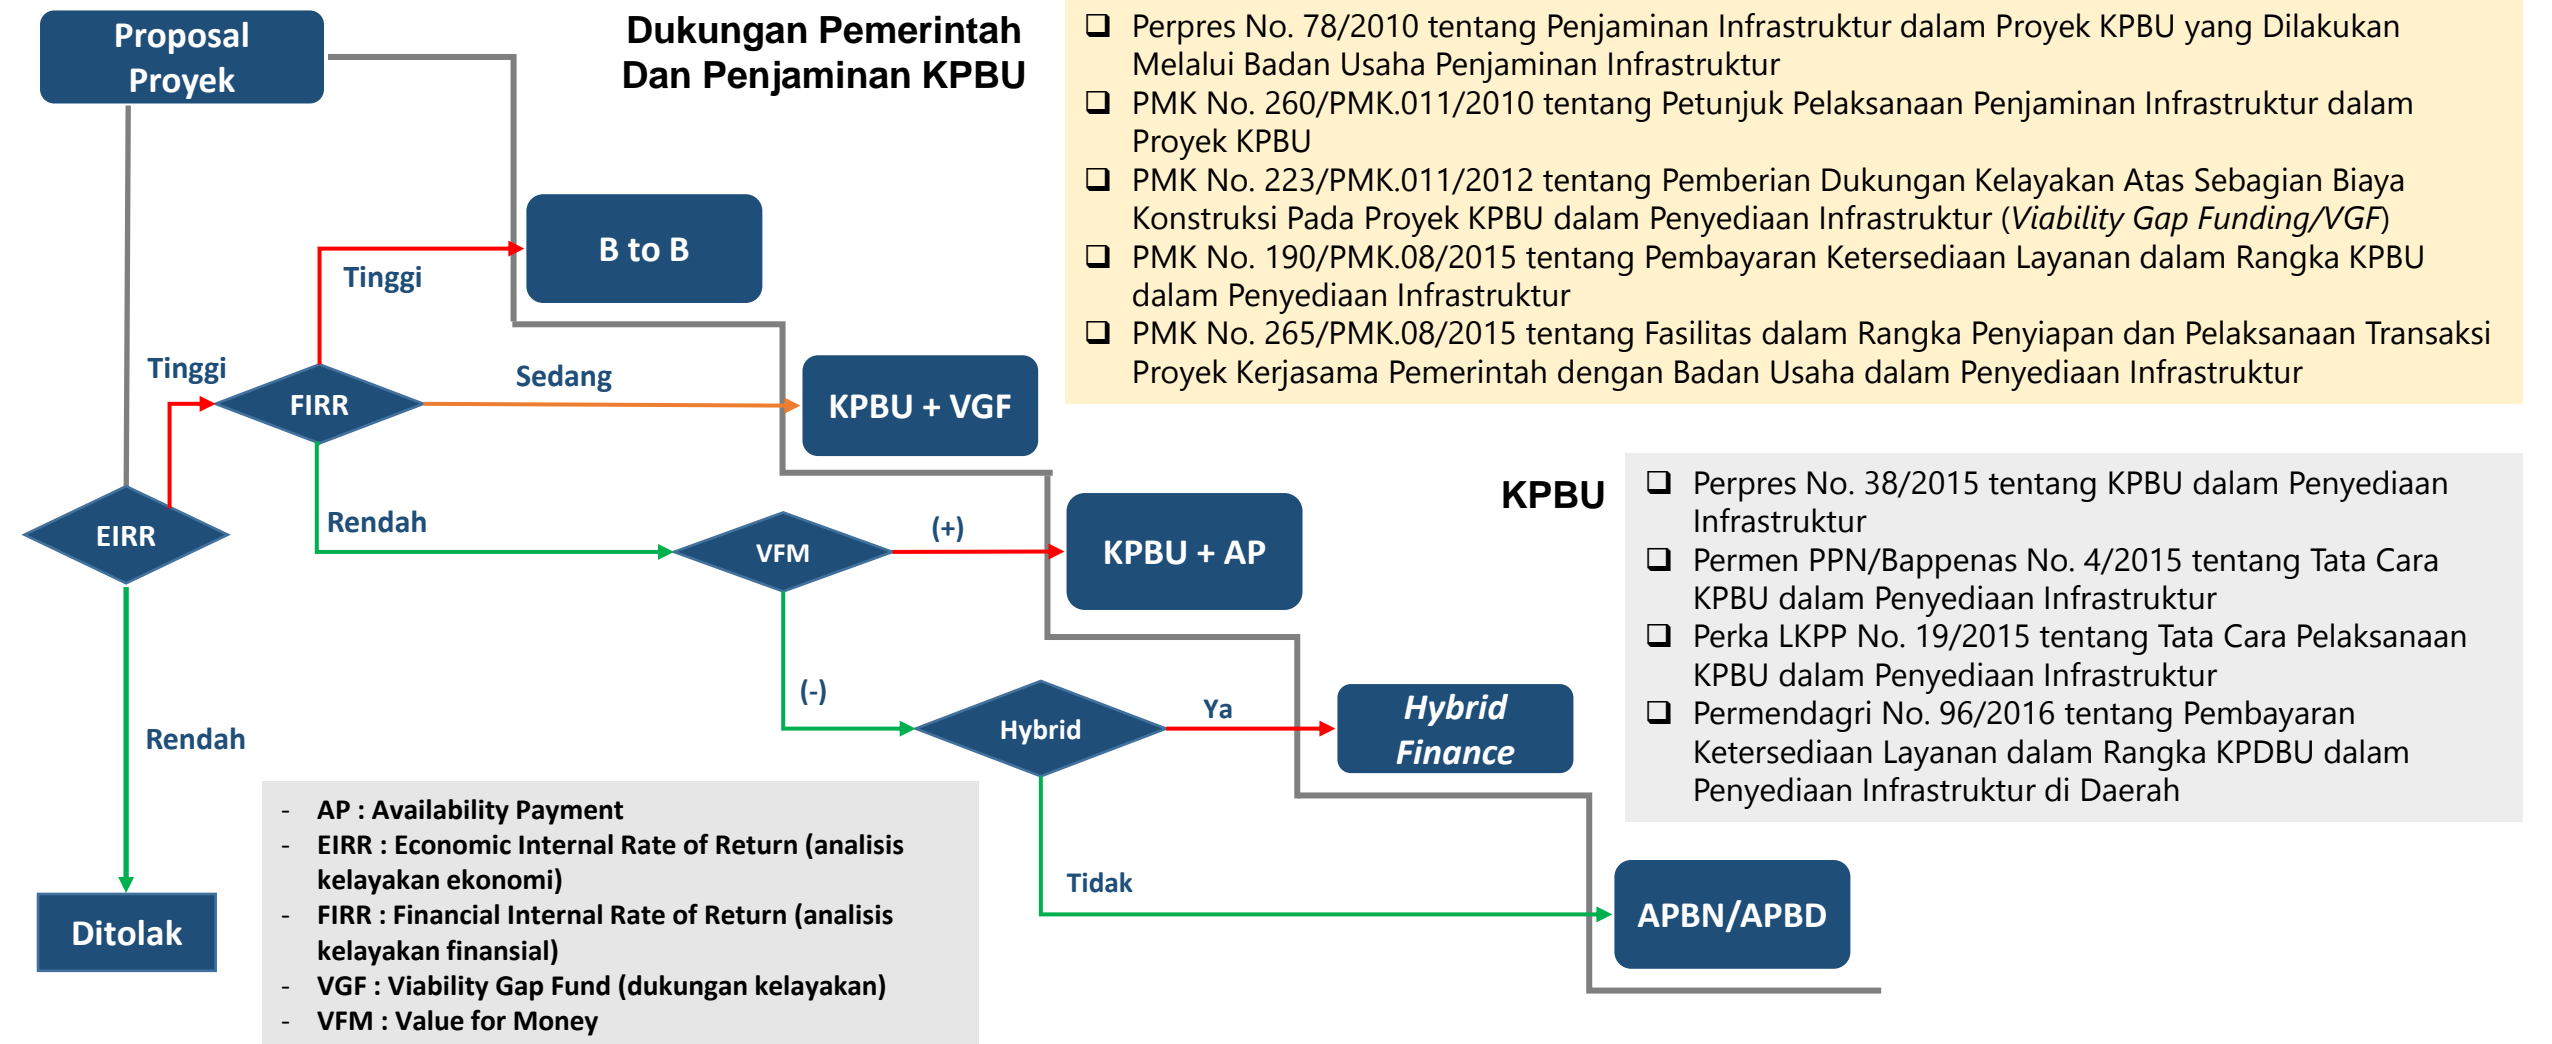 Proposal
Proyek
Dukungan Pemerintah
Dan Penjaminan KPBU
❑ Perpres No. 78/2010 tentang Penjaminan Infrastruktur dalam Proyek KPBU yang Dilakukan
Melalui Badan Usaha Penjaminan Infrastruktur
❑ PMK No. 260/PMK.011/2010 tentang Petunjuk Pelaksanaan Penjaminan Infrastruktur dalam
Proyek KPBU
❑ PMK No. 223/PMK.011/2012 tentang Pemberian Dukungan Kelayakan Atas Sebagian Biaya
Konstruksi Pada Proyek KPBU dalam Penyediaan Infrastruktur (Viability Gap Funding/VGF)
❑ PMK No. 190/PMK.08/2015 tentang Pembayaran Ketersediaan Layanan dalam Rangka KPBU
dalam Penyediaan Infrastruktur
❑ PMK No. 265/PMK.08/2015 tentang Fasilitas dalam Rangka Penyiapan dan Pelaksanaan Transaksi
Proyek Kerjasama Pemerintah dengan Badan Usaha dalam Penyediaan Infrastruktur
B to B
Tinggi
Tinggi
FIRR
Sedang
KPBU + VGF
KPBU
❑ Perpres No. 38/2015 tentang KPBU dalam Penyediaan
Infrastruktur
❑ Permen PPN/Bappenas No. 4/2015 tentang Tata Cara
KPBU dalam Penyediaan Infrastruktur
❑ Perka LKPP No. 19/2015 tentang Tata Cara Pelaksanaan
KPBU dalam Penyediaan Infrastruktur
❑ Permendagri No. 96/2016 tentang Pembayaran
Ketersediaan Layanan dalam Rangka KPDBU dalam
Penyediaan Infrastruktur di Daerah
EIRR
Rendah
VFM
(+)
KPBU + AP
(-)
Hybrid
Ya
Hybrid
Finance
Rendah
Tidak
APBN/APBD
Ditolak
- AP : Availability Payment
- EIRR : Economic Internal Rate of Return (analisis
kelayakan ekonomi)
- FIRR : Financial Internal Rate of Return (analisis
kelayakan finansial)
- VGF : Viability Gap Fund (dukungan kelayakan)
- VFM : Value for Money